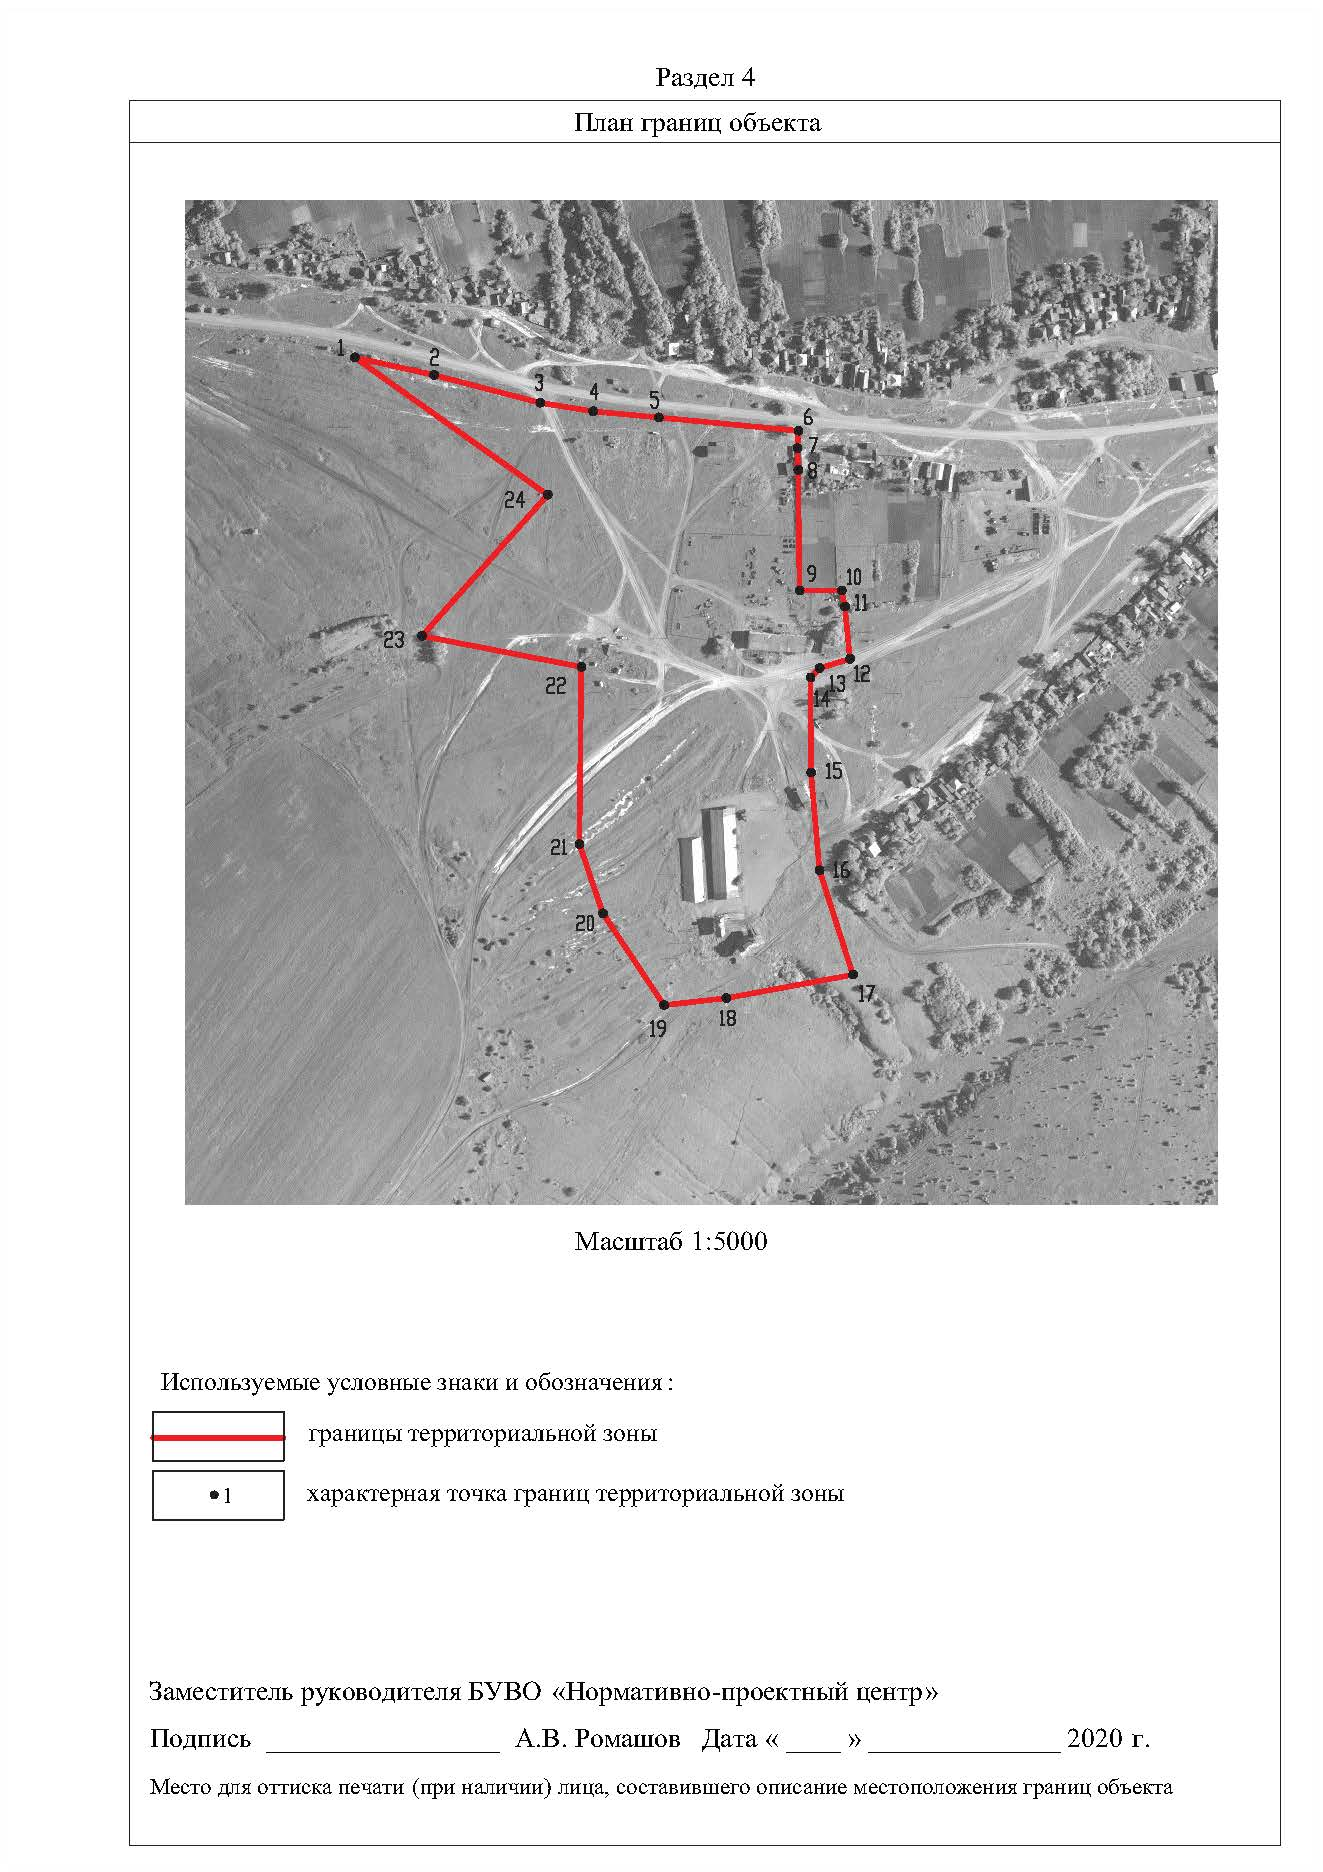 Раздел 4
План границ объекта
1
2
3
4
5
6
7
8
9
10
11
12
13
14
15
16
17
18
19
20
21
22
23
24
Масштаб 1:5000
Используемые условные знаки и обозначения:
границы территориальной зоны
1 характерная точка границ территориальной зоны
Заместитель руководителя БУВО «Нормативно-проектный центр»
Подпись _________________ А.В. Ромашов Дата « ____ » ______________ 2020 г.
Место для оттиска печати (при наличии) лица, составившего описание местоположения границ объекта